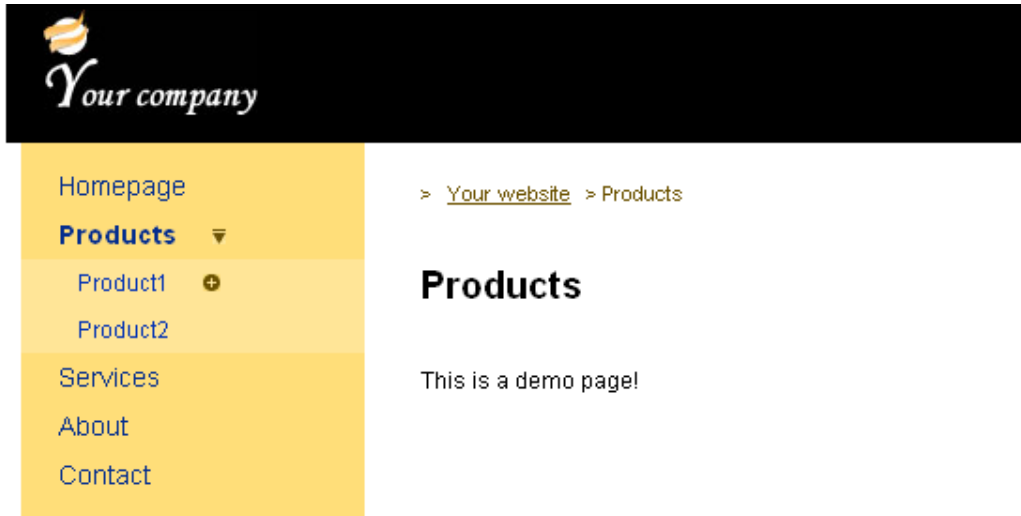 Your company
Homepage
Products
Product1
Product2
Services
About
Contact
> Your website > Products
Products
This is a demo page!